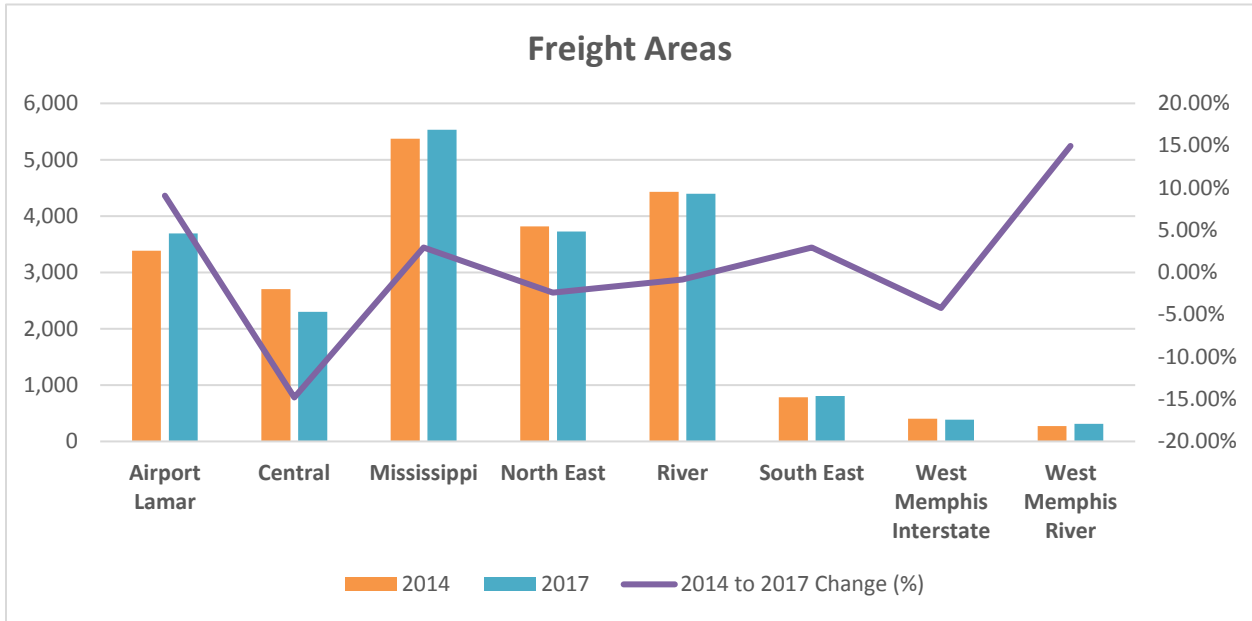 Freight Areas
6,000
5,000
4,000
3,000
2,000
1,000
0
20.00%
15.00%
10.00%
5.00%
0.00%
-5.00%
-10.00%
-15.00%
-20.00%
Airport
Lamar
Central
Mississippi
North East
River
South East
West
Memphis
Interstate
West
Memphis
River
2014
2017
2014 to 2017 Change (%)